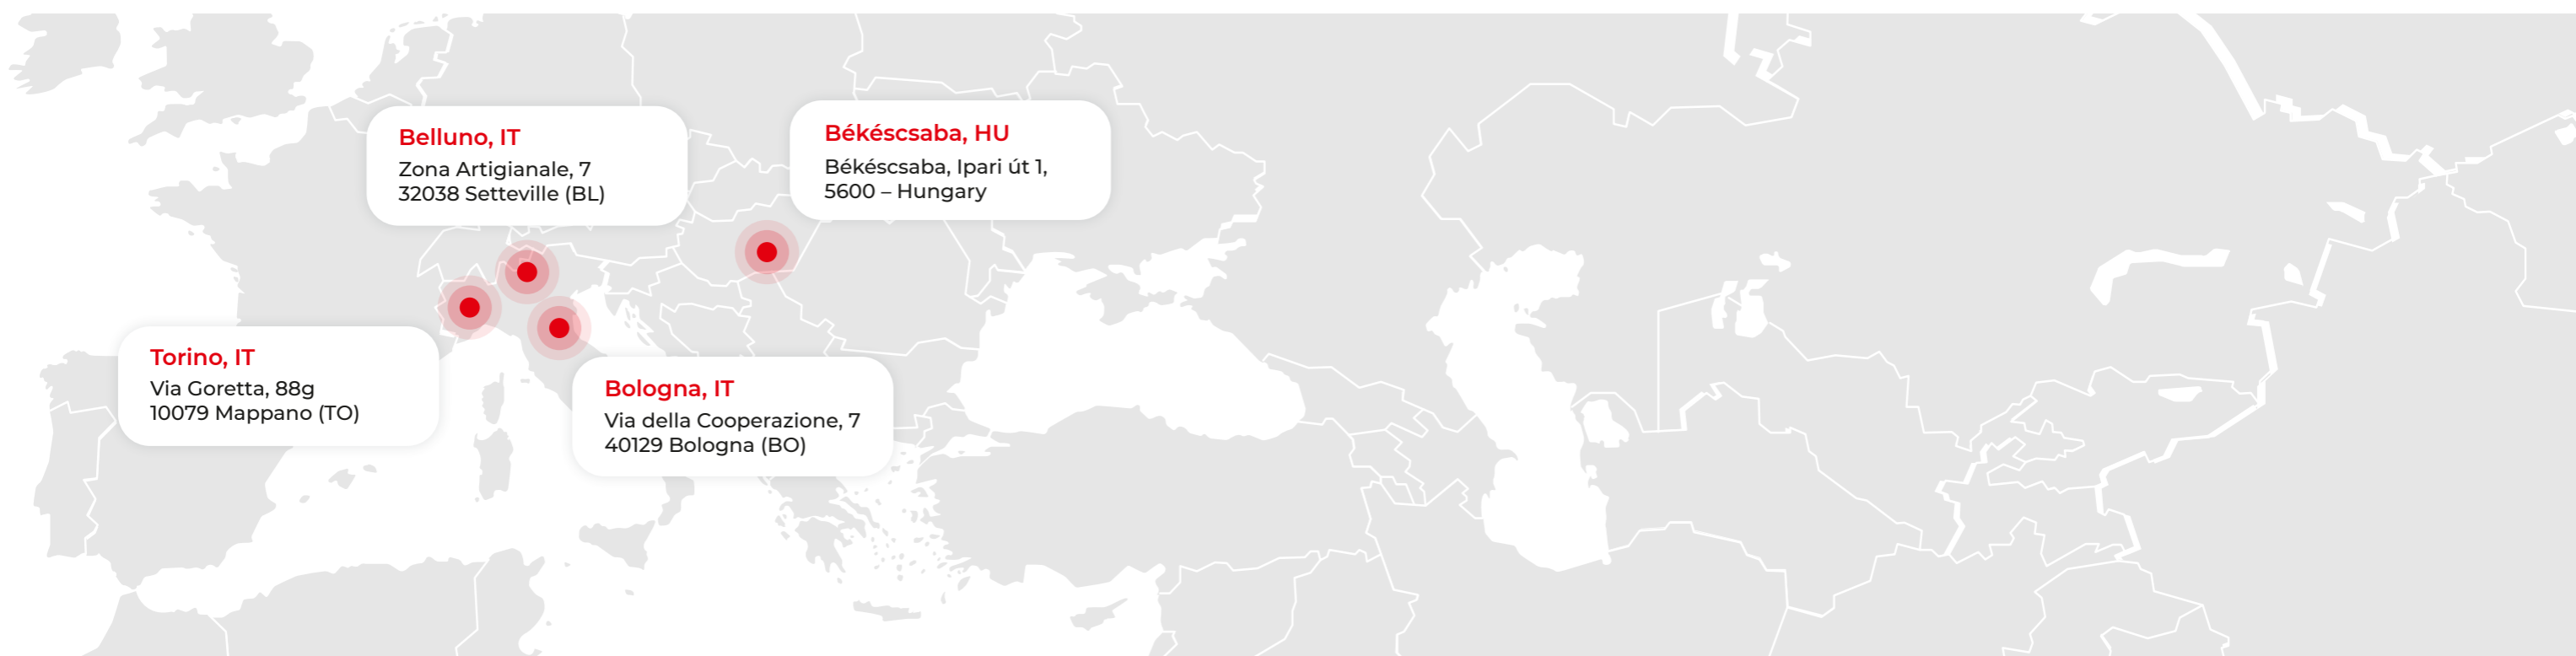 Belluno, IT
Zona Artigianale, 7
32038 Setteville (BL)
Békéscsaba, HU
Békéscsaba, Ipari út 1,
5600 – Hungary
Torino, IT
Via Goretta, 88g
10079 Mappano (TO)
Bologna, IT
Via della Cooperazione, 7
40129 Bologna (BO)